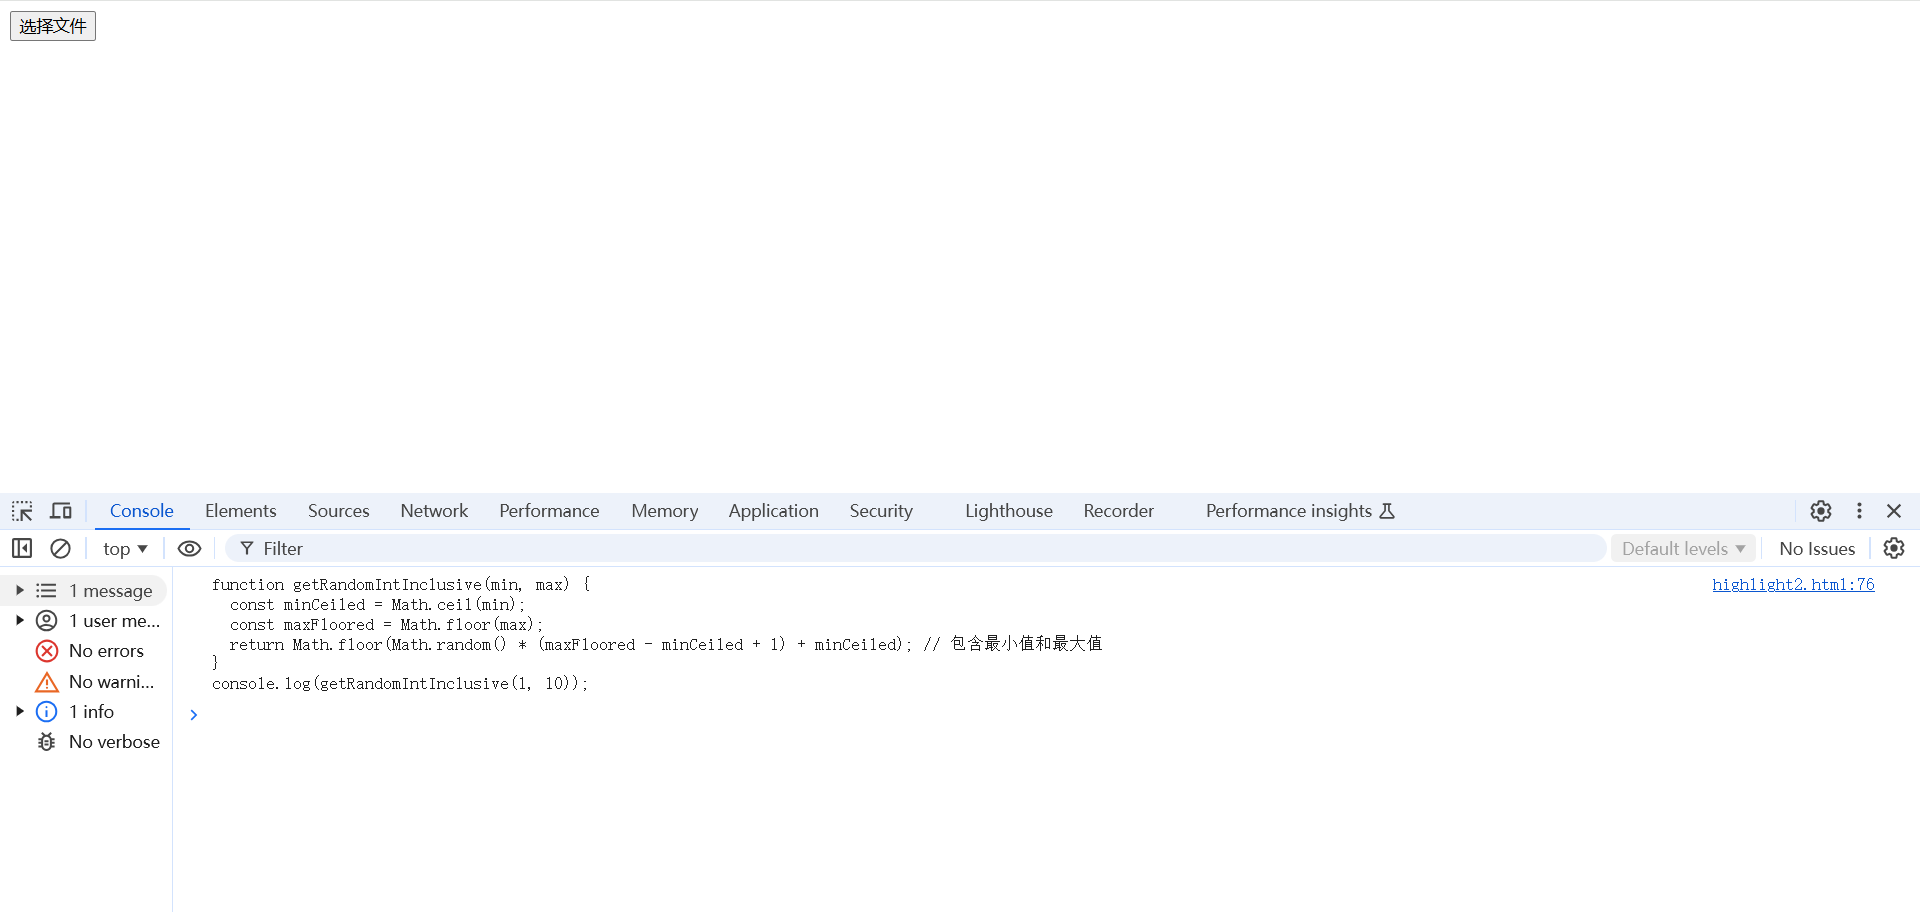 选择文件
Console Elements Sources Network Performance Memory Application Security Lighthouse Recorder Performance insights
top Filter Default levels No Issues
1 message
1 user me...
No errors
No warni...
1 info
No verbose
function getRandomIntInclusive(min, max) { highlight2.html:76
  const minCeiled = Math.ceil(min);
  const maxFloored = Math.floor(max);
  return Math.floor(Math.random() * (maxFloored - minCeiled + 1) + minCeiled); // 包含最小值和最大值
}
console.log(getRandomIntInclusive(1, 10));